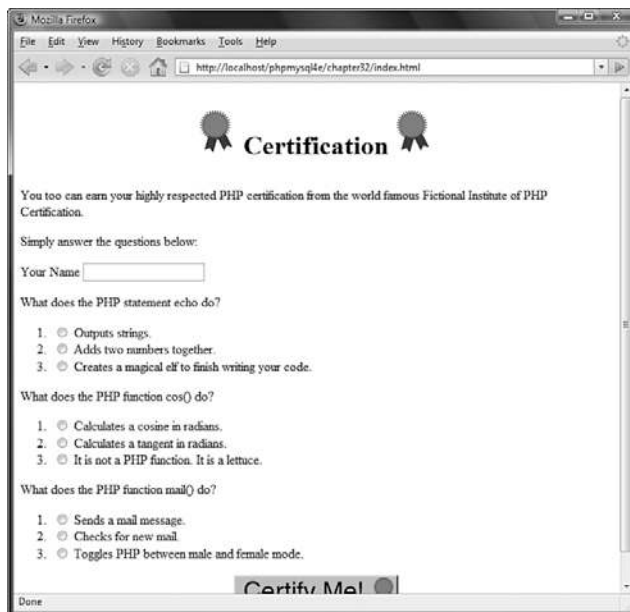 Mozilla Firefox
File Edit View History Bookmarks Tools Help
http://localhost/phpmysql4e/chapter32/index.html
Certification
You too can earn your highly respected PHP certification from the world famous Fictional Institute of PHP
Certification.
Simply answer the questions below:
Your Name
What does the PHP statement echo do?
1. Outputs strings.
2. Adds two numbers together.
3. Creates a magical elf to finish writing your code.
What does the PHP function cos() do?
1. Calculates a cosine in radians.
2. Calculates a tangent in radians.
3. It is not a PHP function. It is a lettuce.
What does the PHP function mail() do?
1. Sends a mail message.
2. Checks for new mail.
3. Toggles PHP between male and female mode.
Certify Me!
Done